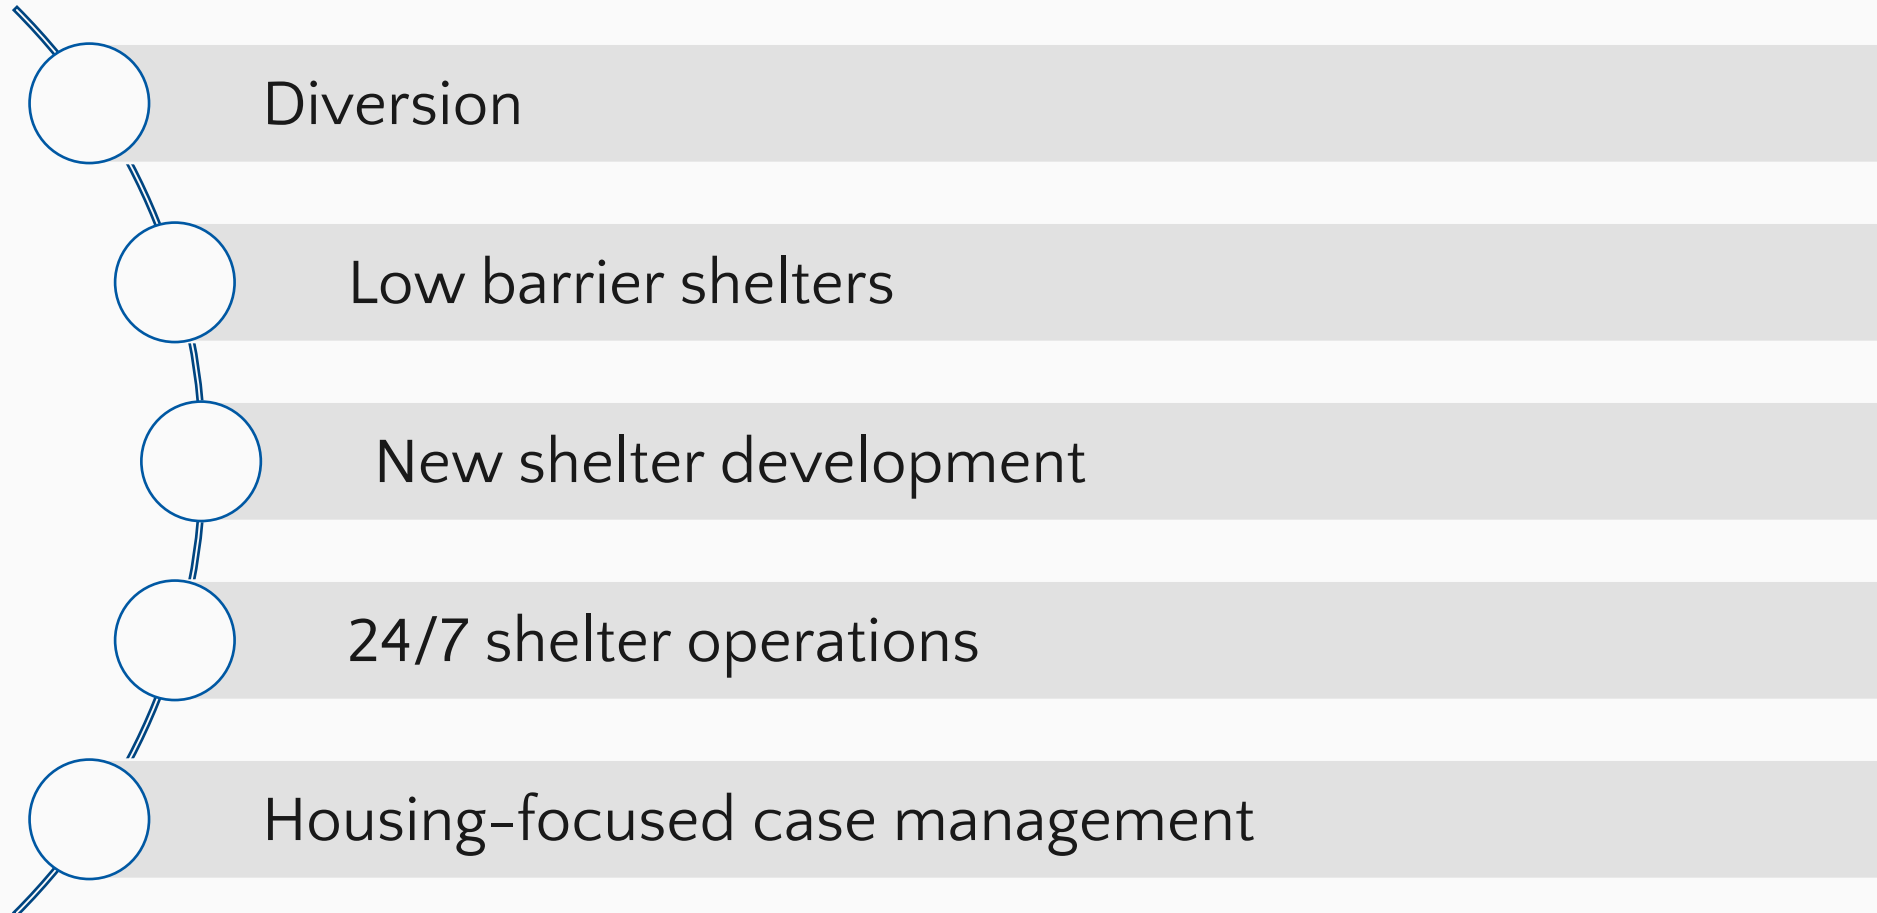 Diversion
Low barrier shelters
New shelter development
24/7 shelter operations
Housing-focused case management